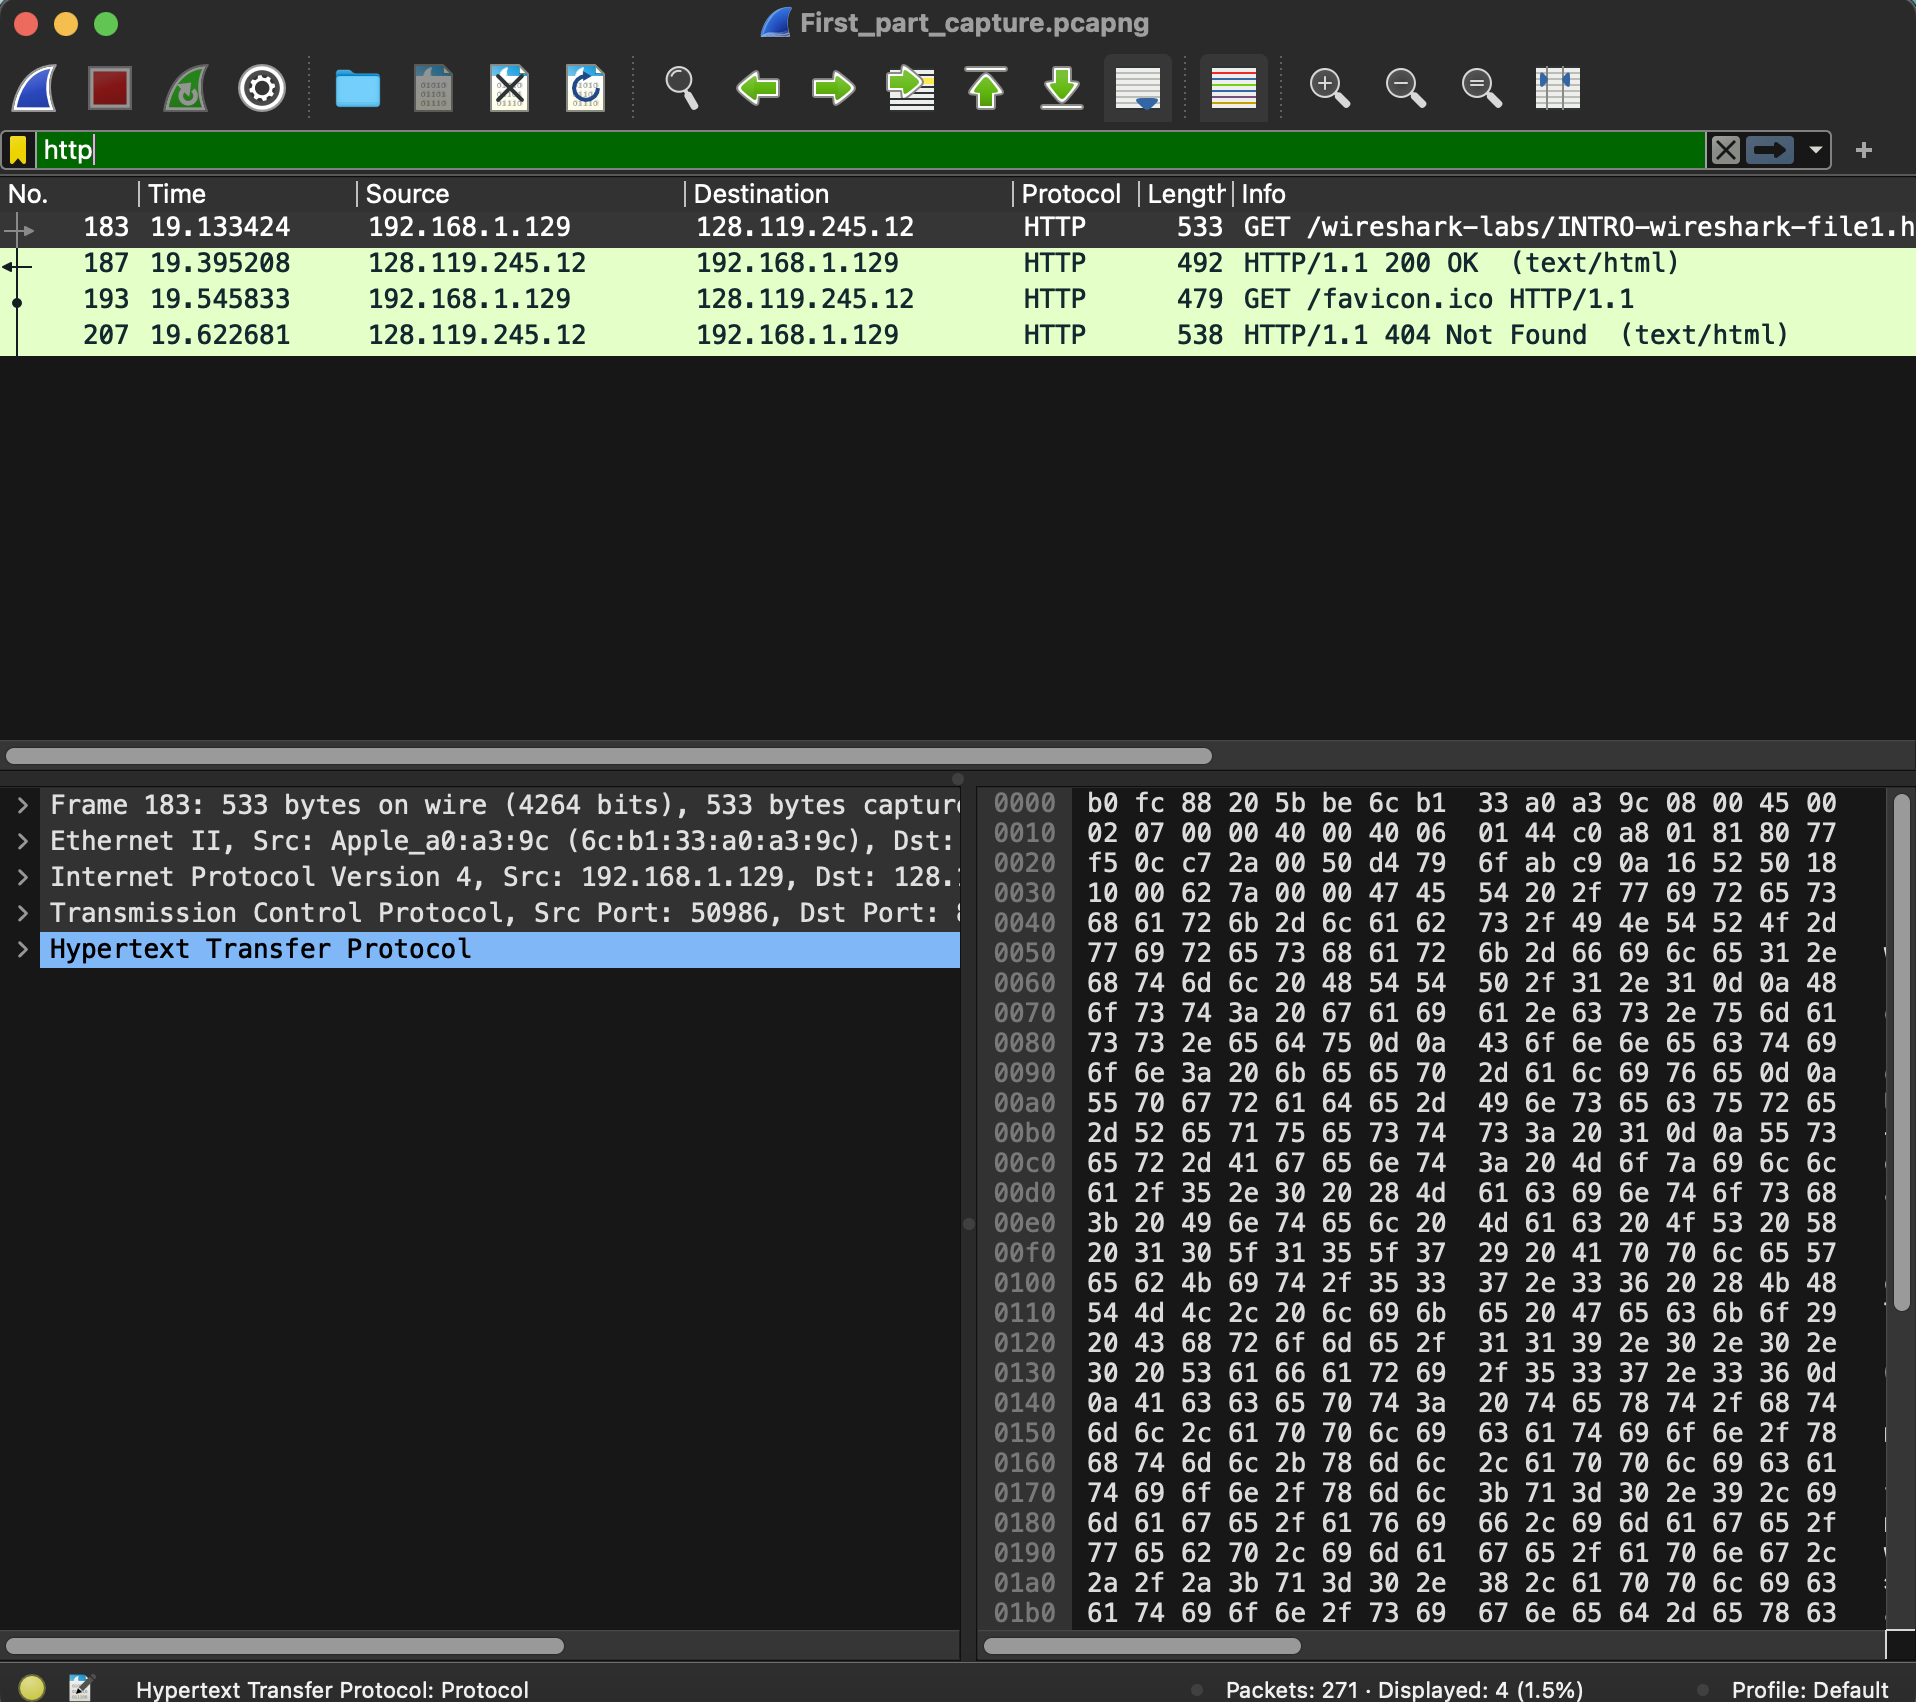 First_part_capture.pcapng
http
No. Time Source Destination Protocol Length Info
183 19.133424 192.168.1.129 128.119.245.12 HTTP 533 GET /wireshark-labs/INTRO-wireshark-file1.h
187 19.395208 128.119.245.12 192.168.1.129 HTTP 492 HTTP/1.1 200 OK (text/html)
193 19.545833 192.168.1.129 128.119.245.12 HTTP 479 GET /favicon.ico HTTP/1.1
207 19.622681 128.119.245.12 192.168.1.129 HTTP 538 HTTP/1.1 404 Not Found (text/html)
Frame 183: 533 bytes on wire (4264 bits), 533 bytes capture
Ethernet II, Src: Apple_a0:a3:9c (6c:b1:33:a0:a3:9c), Dst:
Internet Protocol Version 4, Src: 192.168.1.129, Dst: 128.
Transmission Control Protocol, Src Port: 50986, Dst Port:
Hypertext Transfer Protocol
0000 b0 fc 88 20 5b be 6c b1 33 a0 a3 9c 08 00 45 00
0010 02 07 00 00 40 00 40 06 01 44 c0 a8 01 81 80 77
0020 f5 0c c7 2a 00 50 d4 79 6f ab c9 0a 16 52 50 18
0030 10 00 62 7a 00 00 47 45 54 20 2f 77 69 72 65 73
0040 68 61 72 6b 2d 6c 61 62 73 2f 49 4e 54 52 4f 2d
0050 77 69 72 65 73 68 61 72 6b 2d 66 69 6c 65 31 2e
0060 68 74 6d 6c 20 48 54 54 50 2f 31 2e 31 0d 0a 48
0070 6f 73 74 3a 20 67 61 69 61 2e 63 73 2e 75 6d 61
0080 73 73 2e 65 64 75 0d 0a 43 6f 6e 6e 65 63 74 69
0090 6f 6e 3a 20 6b 65 65 70 2d 61 6c 69 76 65 0d 0a
00a0 55 70 67 72 61 64 65 2d 49 6e 73 65 63 75 72 65
00b0 2d 52 65 71 75 65 73 74 73 3a 20 31 0d 0a 55 73
00c0 65 72 2d 41 67 65 6e 74 3a 20 4d 6f 7a 69 6c 6c
00d0 61 2f 35 2e 30 20 28 4d 61 63 69 6e 74 6f 73 68
00e0 3b 20 49 6e 74 65 6c 20 4d 61 63 20 4f 53 20 58
00f0 20 31 30 5f 31 35 5f 37 29 20 41 70 70 6c 65 57
0100 65 62 4b 69 74 2f 35 33 37 2e 33 36 20 28 4b 48
0110 54 4d 4c 2c 20 6c 69 6b 65 20 47 65 63 6b 6f 29
0120 20 43 68 72 6f 6d 65 2f 31 31 39 2e 30 2e 30 2e
0130 30 20 53 61 66 61 72 69 2f 35 33 37 2e 33 36 0d
0140 0a 41 63 63 65 70 74 3a 20 74 65 78 74 2f 68 74
0150 6d 6c 2c 61 70 70 6c 69 63 61 74 69 6f 6e 2f 78
0160 68 74 6d 6c 2b 78 6d 6c 2c 61 70 70 6c 69 63 61
0170 74 69 6f 6e 2f 78 6d 6c 3b 71 3d 30 2e 39 2c 69
0180 6d 61 67 65 2f 61 76 69 66 2c 69 6d 61 67 65 2f
0190 77 65 62 70 2c 69 6d 61 67 65 2f 61 70 6e 67 2c
01a0 2a 2f 2a 3b 71 3d 30 2e 38 2c 61 70 70 6c 69 63
01b0 61 74 69 6f 6e 2f 73 69 67 6e 65 64 2d 65 78 63
Hypertext Transfer Protocol: Protocol
Packets: 271 · Displayed: 4 (1.5%)
Profile: Default